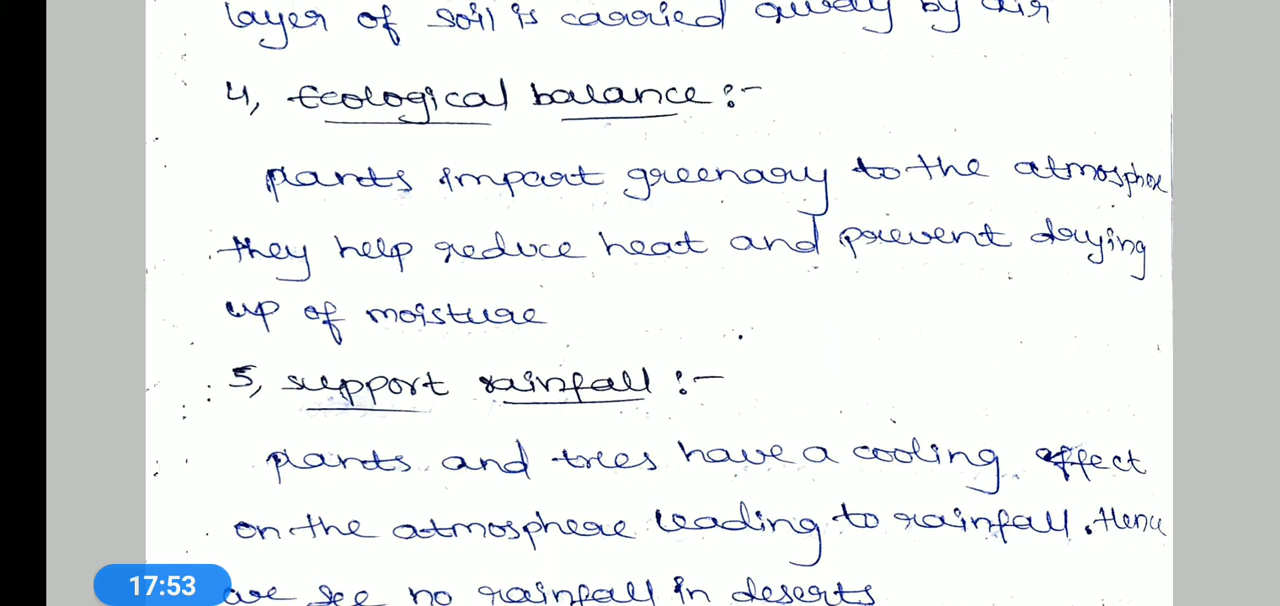 layer of soil is carried away by air
4, Ecological balance :-
plants impart greenary to the atmosphere
they help reduce heat and prevent drying
up of moisture
5, support rainfall :-
plants and trees have a cooling effect
on the atmosphere leading to rainfall. Hence
we see no rainfall in deserts
17:53